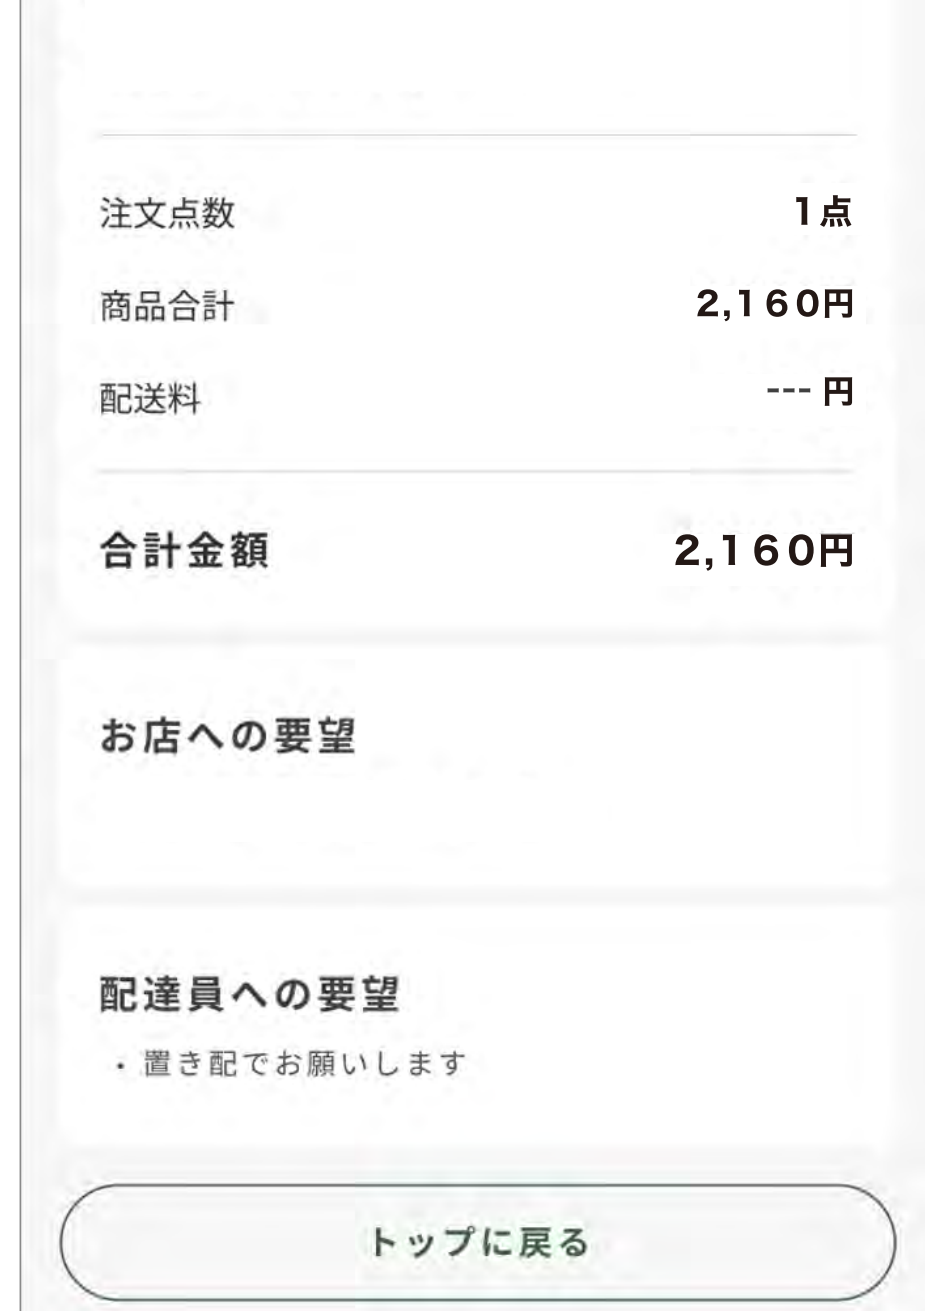 注文点数 1点
商品合計 2,160円
配送料 --- 円
合計金額 2,160円
お店への要望
配達員への要望
・置き配でお願いします
トップに戻る